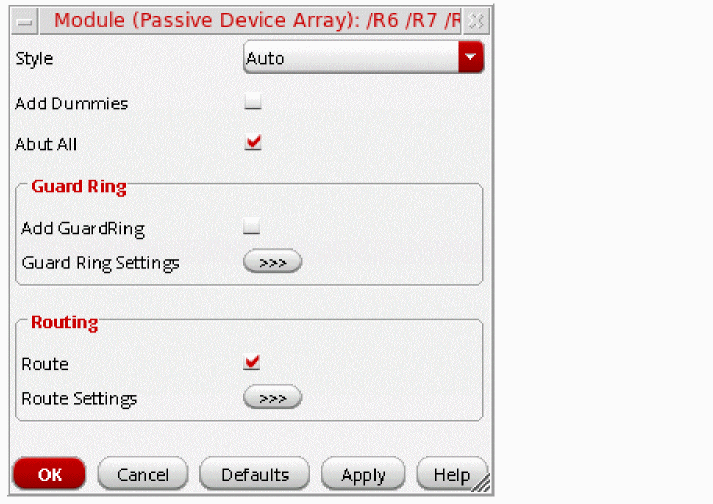 Module (Passive Device Array): /R6 /R7 /R
Style Auto
Add Dummies
Abut All
Guard Ring
Add GuardRing
Guard Ring Settings >>>
Routing
Route
Route Settings >>>
OK Cancel Defaults Apply Help